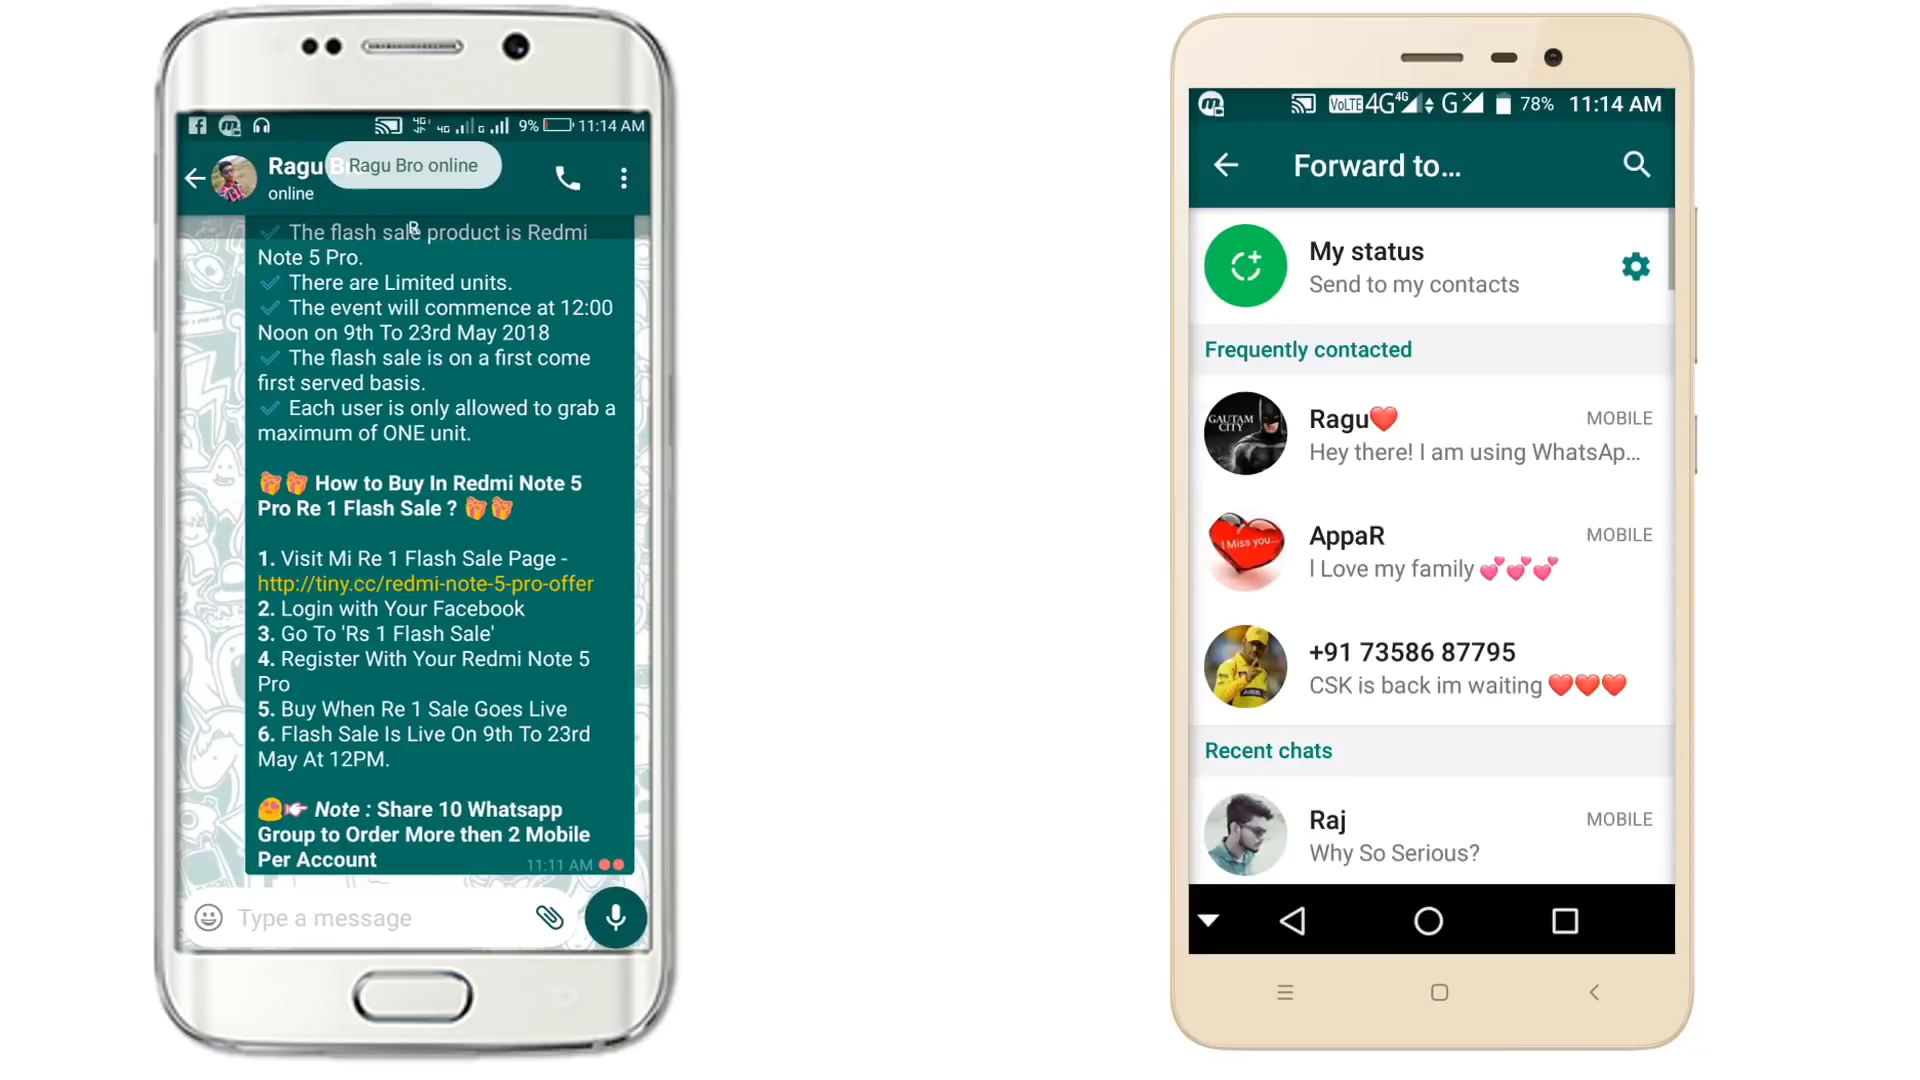 9% 11:14 AM
Ragu
Ragu Bro online
online
R
The flash sale product is Redmi
Note 5 Pro.
There are Limited units.
The event will commence at 12:00
Noon on 9th To 23rd May 2018
The flash sale is on a first come
first served basis.
Each user is only allowed to grab a
maximum of ONE unit.
How to Buy In Redmi Note 5
Pro Re 1 Flash Sale ?
1. Visit Mi Re 1 Flash Sale Page -
http://tiny.cc/redmi-note-5-pro-offer
2. Login with Your Facebook
3. Go To 'Rs 1 Flash Sale'
4. Register With Your Redmi Note 5
Pro
5. Buy When Re 1 Sale Goes Live
6. Flash Sale Is Live On 9th To 23rd
May At 12PM.
Note : Share 10 Whatsapp
Group to Order More then 2 Mobile
Per Account
11:11 AM
Type a message
VoLTE 4G 4G G 78% 11:14 AM
Forward to...
My status
Send to my contacts
Frequently contacted
GAUTAM
CITY
Ragu MOBILE
Hey there! I am using WhatsAp...
I Miss you...
AppaR MOBILE
I Love my family
+91 73586 87795
CSK is back im waiting
Recent chats
Raj MOBILE
Why So Serious?